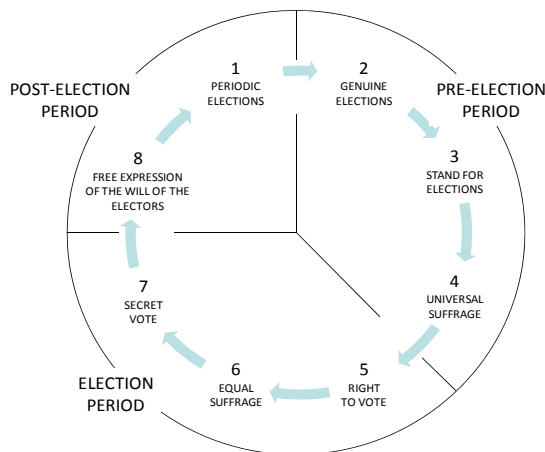 POST-ELECTION
PERIOD
1
PERIODIC
ELECTIONS
2
GENUINE
ELECTIONS
PRE-ELECTION
PERIOD
3
STAND FOR
ELECTIONS
4
UNIVERSAL
SUFFRAGE
5
RIGHT
TO VOTE
6
EQUAL
SUFFRAGE
7
SECRET
VOTE
8
FREE EXPRESSION
OF THE WILL OF THE
ELECTORS
ELECTION
PERIOD